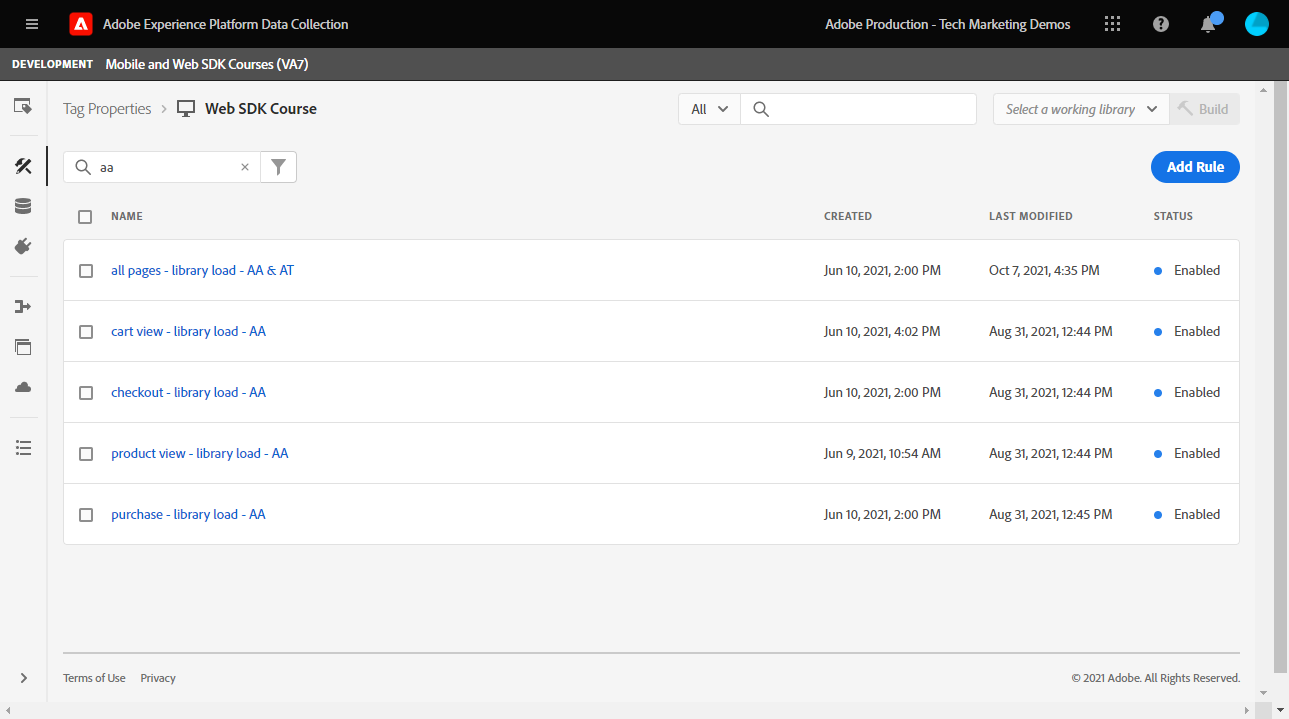 Adobe Experience Platform Data Collection Adobe Production - Tech Marketing Demos
DEVELOPMENT Mobile and Web SDK Courses (VA7)
Tag Properties Web SDK Course All Select a working library Build
aa Add Rule
NAME CREATED LAST MODIFIED STATUS
all pages - library load - AA & AT Jun 10, 2021, 2:00 PM Oct 7, 2021, 4:35 PM Enabled
cart view - library load - AA Jun 10, 2021, 4:02 PM Aug 31, 2021, 12:44 PM Enabled
checkout - library load - AA Jun 10, 2021, 2:00 PM Aug 31, 2021, 12:44 PM Enabled
product view - library load - AA Jun 9, 2021, 10:54 AM Aug 31, 2021, 12:44 PM Enabled
purchase - library load - AA Jun 10, 2021, 2:00 PM Aug 31, 2021, 12:45 PM Enabled
Terms of Use Privacy © 2021 Adobe. All Rights Reserved.